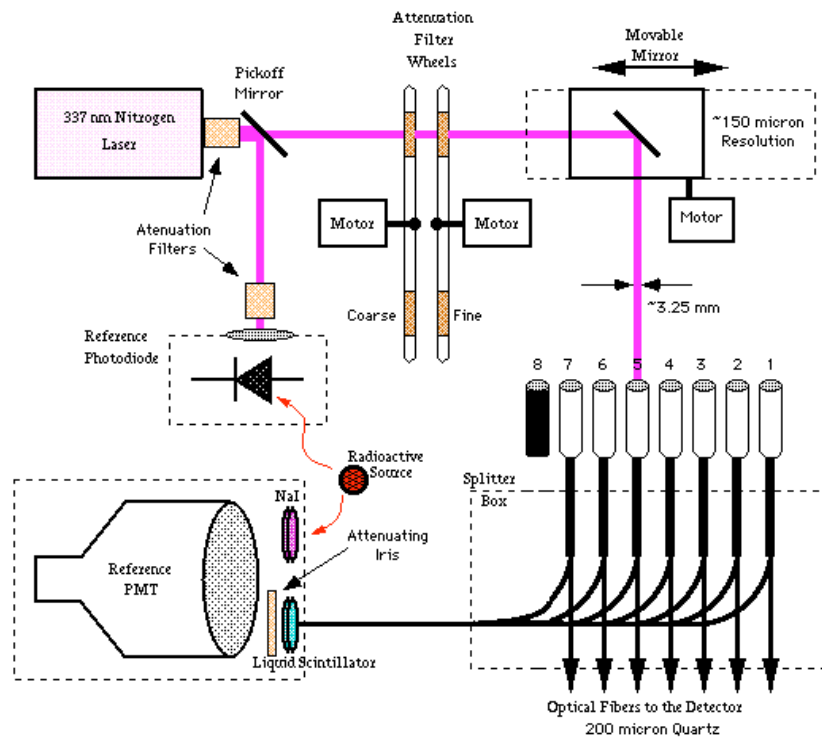 Attenuation
Filter
Wheels
Movable
Mirror
Pickoff
Mirror
337 nm Nitrogen
Laser
~150 micron
Resolution
Motor
Motor
Motor
Atenuation
Filters
~3.25 mm
Coarse
Fine
Reference
Photodiode
8 7 6 5 4 3 2 1
Radioactive
Source
Splitter
Box
NaI
Attenuating
Iris
Reference
PMT
Liquid Scintillator
Optical Fibers to the Detector
200 micron Quartz